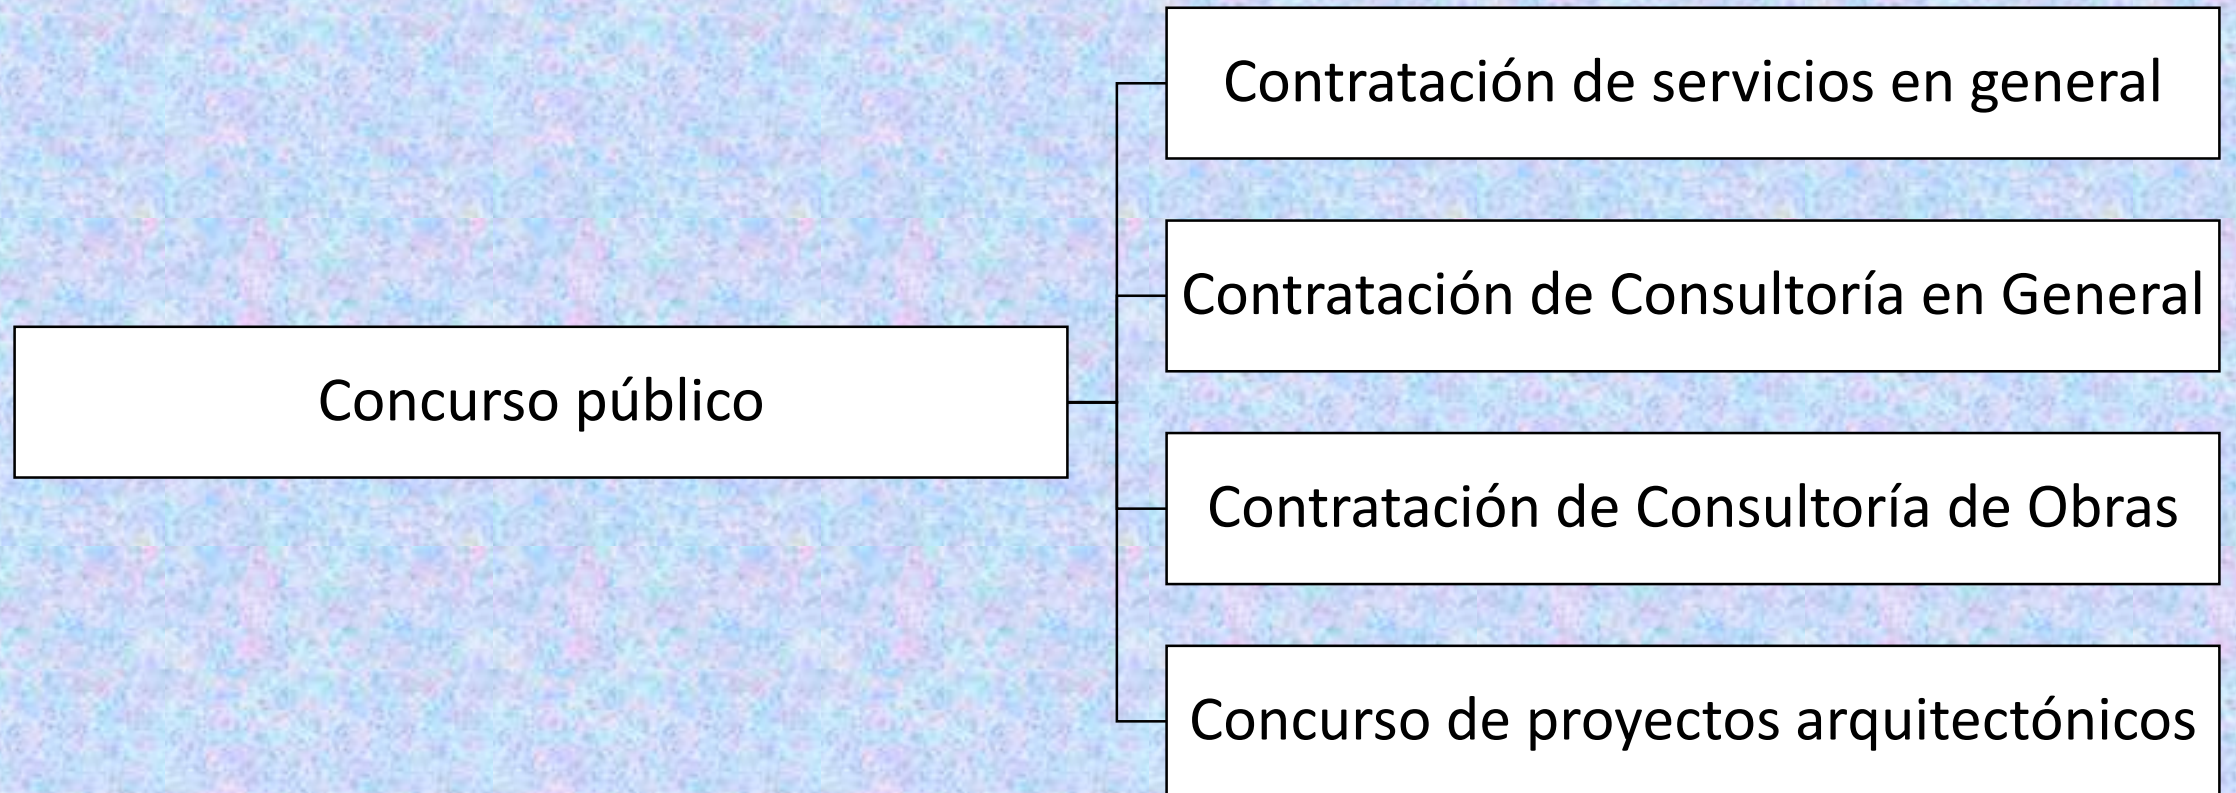 Concurso público
Contratación de servicios en general
Contratación de Consultoría en General
Contratación de Consultoría de Obras
Concurso de proyectos arquitectónicos